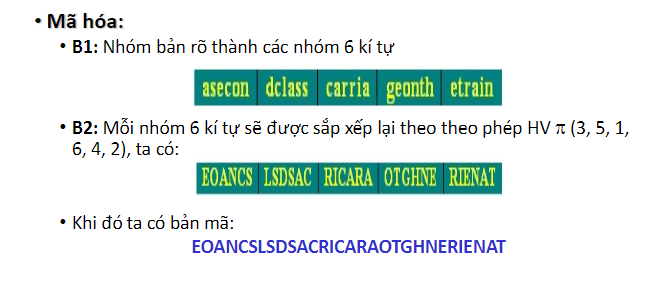 • Mã hóa:
• B1: Nhóm bản rõ thành các nhóm 6 kí tự
asecon dclass carria geonth etrain
• B2: Mỗi nhóm 6 kí tự sẽ được sắp xếp lại theo theo phép HV π (3, 5, 1,
6, 4, 2), ta có:
EOANCS LSDSAC RICARA OTGHNE RIENAT
• Khi đó ta có bản mã:
EOANCSLSDSACRICARAOTGHNERIENAT